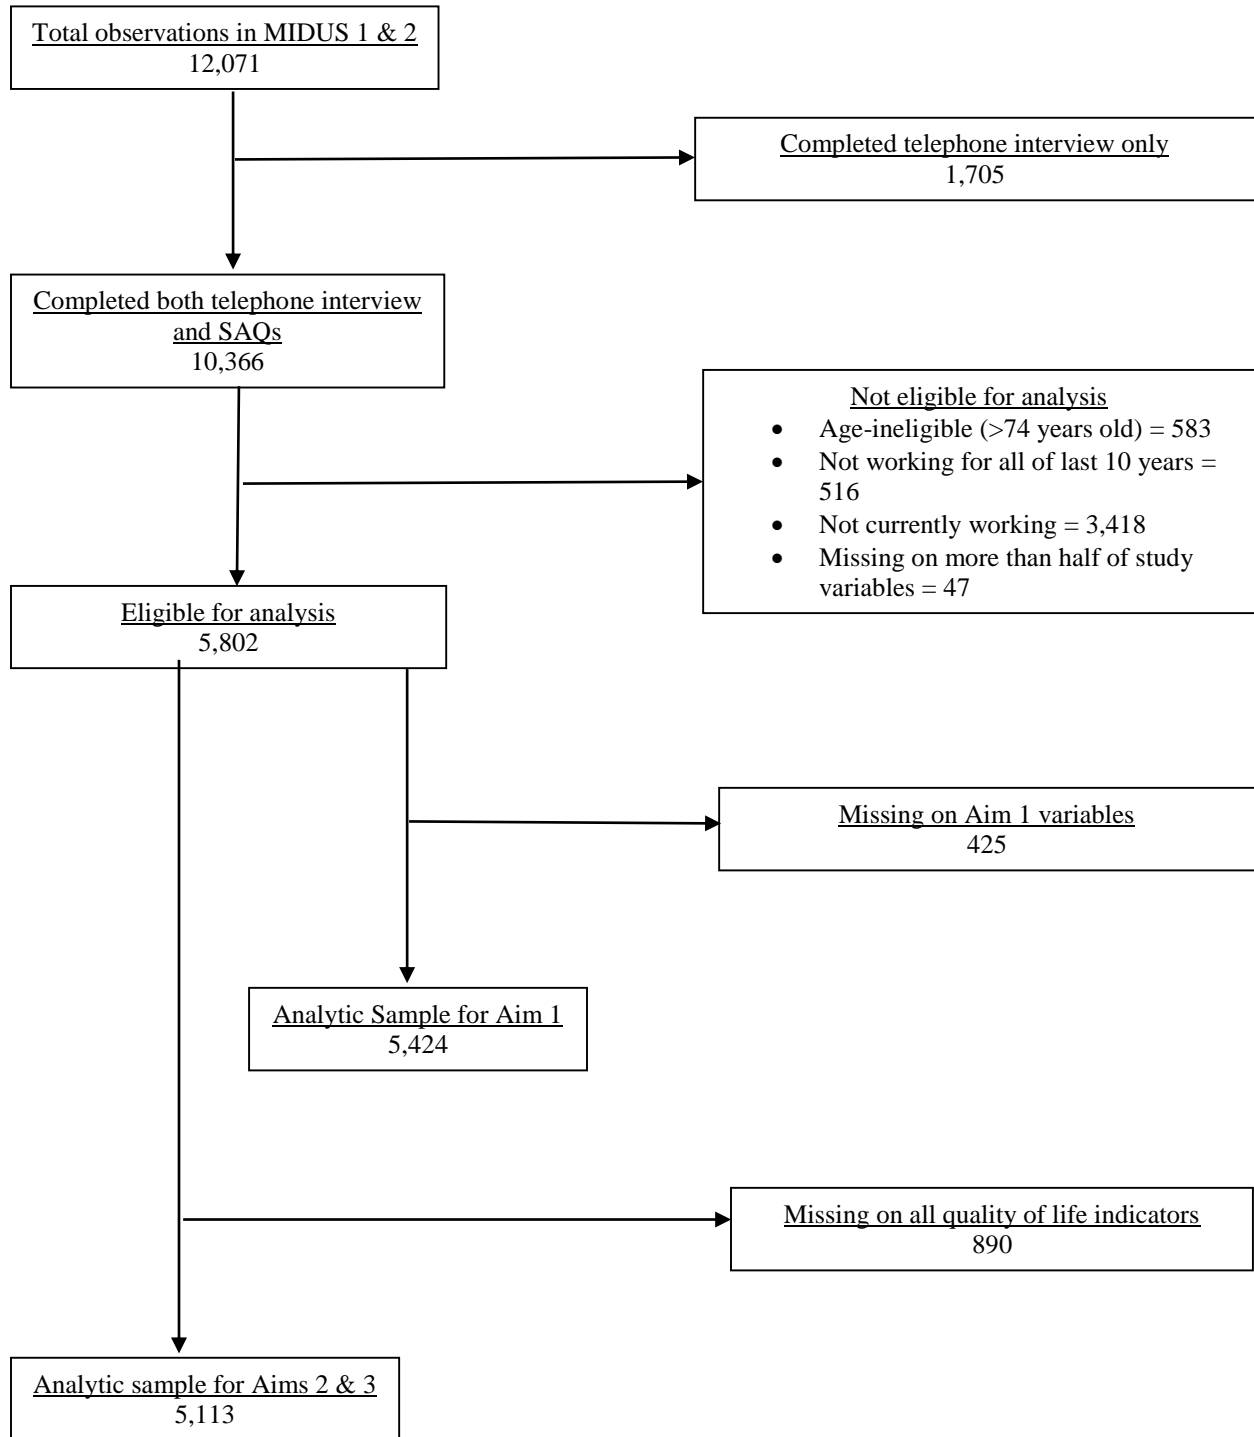 Total observations in MIDUS 1 & 2
12,071
Completed telephone interview only
1,705
Completed both telephone interview
and SAQs
10,366
Not eligible for analysis
• Age-ineligible (>74 years old) = 583
• Not working for all of last 10 years =
516
• Not currently working = 3,418
• Missing on more than half of study
variables = 47
Eligible for analysis
5,802
Missing on Aim 1 variables
425
Analytic Sample for Aim 1
5,424
Missing on all quality of life indicators
890
Analytic sample for Aims 2 & 3
5,113